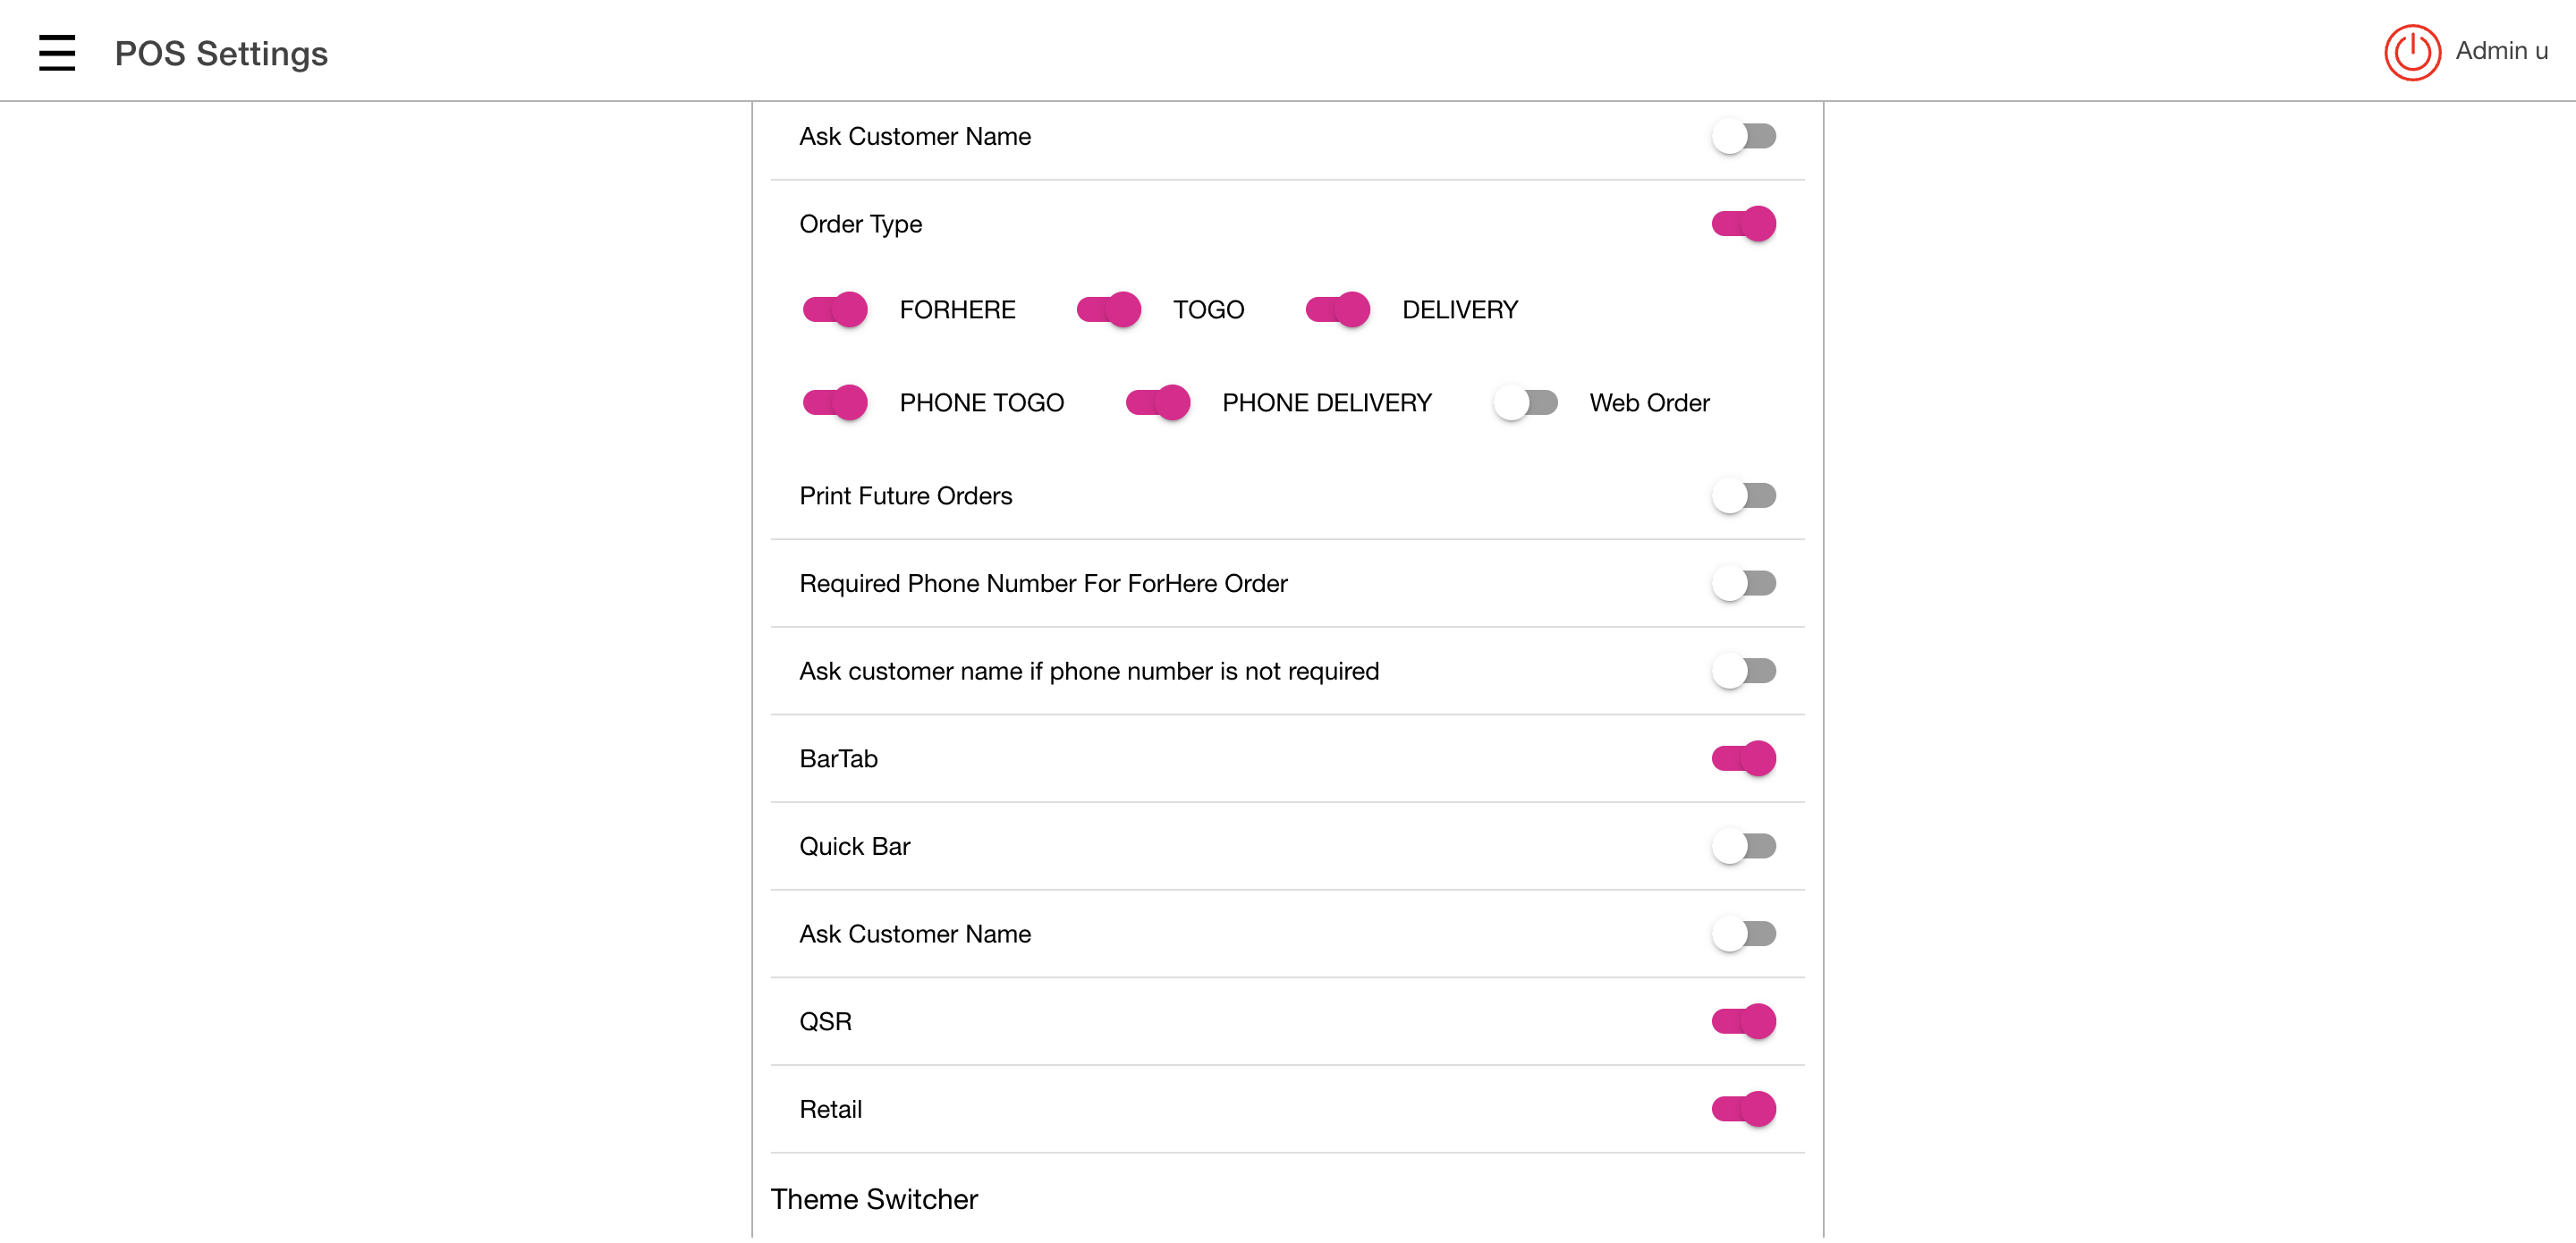 POS Settings
Admin u
Ask Customer Name
Order Type
FORHERE TOGO DELIVERY
PHONE TOGO PHONE DELIVERY Web Order
Print Future Orders
Required Phone Number For ForHere Order
Ask customer name if phone number is not required
BarTab
Quick Bar
Ask Customer Name
QSR
Retail
Theme Switcher